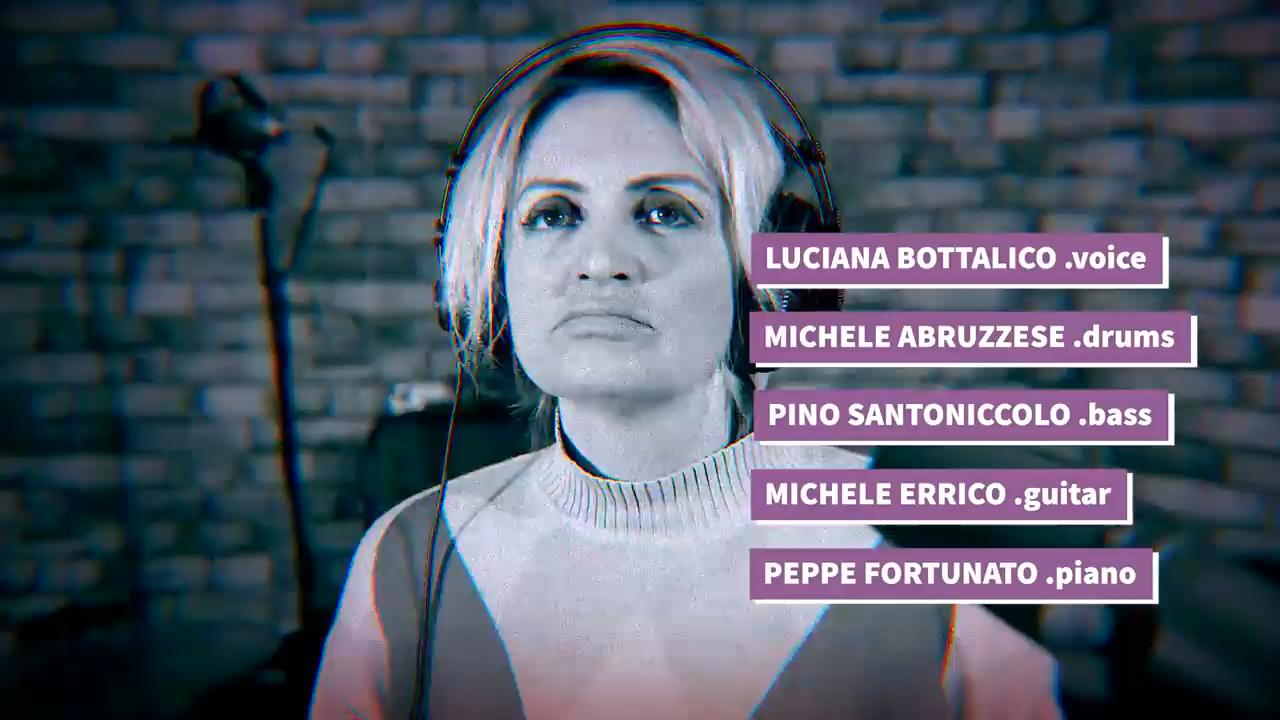 LUCIANA BOTTALICO .voice
MICHELE ABRUZZESE .drums
PINO SANTONICCOLO .bass
MICHELE ERRICO .guitar
PEPPE FORTUNATO .piano